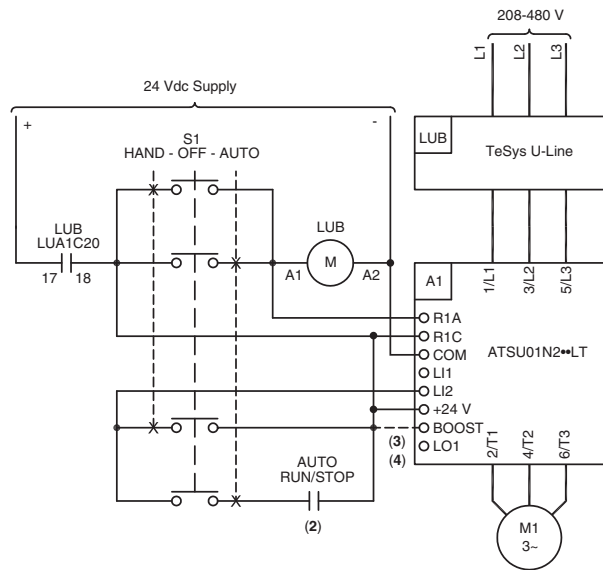 208-480 V
L1
L2
L3
24 Vdc Supply
+
-
S1
HAND - OFF - AUTO
LUB
TeSys U-Line
LUB
LUA1C20
17
18
LUB
A1
M
A2
A1
1/L1
3/L2
5/L3
R1A
R1C
COM
LI1
LI2
+24 V
BOOST
LO1
ATSU01N2••LT
(3)
(4)
AUTO
RUN/STOP
(2)
2/T1
4/T2
6/T3
M1
3~